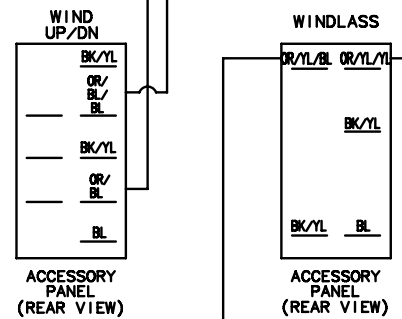 WIND
UP/DN
BK/YL
OR/
BL/
BL
BK/YL
OR/
BL
BL
ACCESSORY
PANEL
(REAR VIEW)
WINDLASS
OR/YL/BL OR/YL/YL
BK/YL
BK/YL BL
ACCESSORY
PANEL
(REAR VIEW)